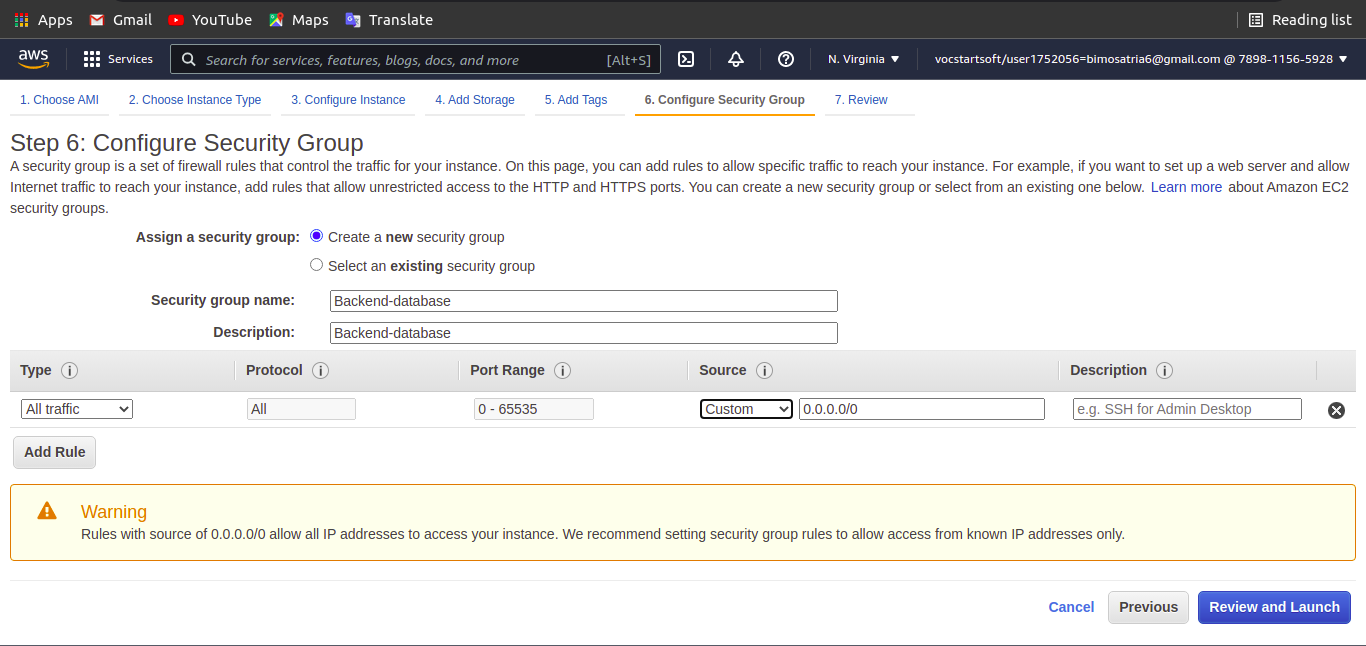 Apps Gmail YouTube Maps Translate Reading list
aws Services Search for services, features, blogs, docs, and more [Alt+S] N. Virginia vocstartsoft/user1752056=bimosatria6@gmail.com @ 7898-1156-5928
1. Choose AMI 2. Choose Instance Type 3. Configure Instance 4. Add Storage 5. Add Tags 6. Configure Security Group 7. Review
Step 6: Configure Security Group
A security group is a set of firewall rules that control the traffic for your instance. On this page, you can add rules to allow specific traffic to reach your instance. For example, if you want to set up a web server and allow
Internet traffic to reach your instance, add rules that allow unrestricted access to the HTTP and HTTPS ports. You can create a new security group or select from an existing one below. Learn more about Amazon EC2
security groups.
Assign a security group: Create a new security group
Select an existing security group
Security group name: Backend-database
Description: Backend-database
Type Protocol Port Range Source Description
All traffic All 0 - 65535 Custom 0.0.0.0/0 e.g. SSH for Admin Desktop
Add Rule
Warning
Rules with source of 0.0.0.0/0 allow all IP addresses to access your instance. We recommend setting security group rules to allow access from known IP addresses only.
Cancel Previous Review and Launch